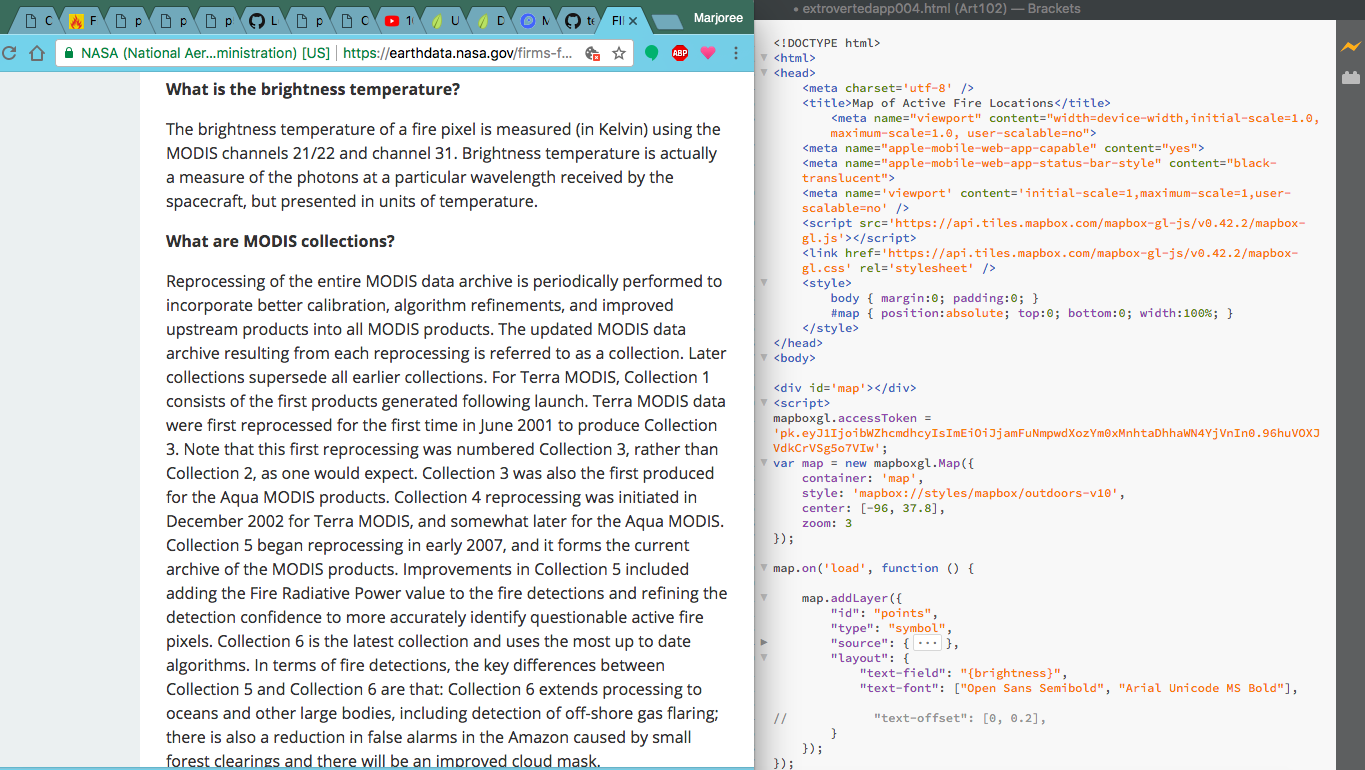 C
F
p
p
p
L
p
C
1
U
D
M
te
FI
Marjoree
NASA (National Aer...ministration) [US]
https://earthdata.nasa.gov/firms-f...
ABP
What is the brightness temperature?
The brightness temperature of a fire pixel is measured (in Kelvin) using the
MODIS channels 21/22 and channel 31. Brightness temperature is actually
a measure of the photons at a particular wavelength received by the
spacecraft, but presented in units of temperature.
What are MODIS collections?
Reprocessing of the entire MODIS data archive is periodically performed to
incorporate better calibration, algorithm refinements, and improved
upstream products into all MODIS products. The updated MODIS data
archive resulting from each reprocessing is referred to as a collection. Later
collections supersede all earlier collections. For Terra MODIS, Collection 1
consists of the first products generated following launch. Terra MODIS data
were first reprocessed for the first time in June 2001 to produce Collection
3. Note that this first reprocessing was numbered Collection 3, rather than
Collection 2, as one would expect. Collection 3 was also the first produced
for the Aqua MODIS products. Collection 4 reprocessing was initiated in
December 2002 for Terra MODIS, and somewhat later for the Aqua MODIS.
Collection 5 began reprocessing in early 2007, and it forms the current
archive of the MODIS products. Improvements in Collection 5 included
adding the Fire Radiative Power value to the fire detections and refining the
detection confidence to more accurately identify questionable active fire
pixels. Collection 6 is the latest collection and uses the most up to date
algorithms. In terms of fire detections, the key differences between
Collection 5 and Collection 6 are that: Collection 6 extends processing to
oceans and other large bodies, including detection of off-shore gas flaring;
there is also a reduction in false alarms in the Amazon caused by small
forest clearings and there will be an improved cloud mask.
• extrovertedapp004.html (Art102) — Brackets
<!DOCTYPE html>
<html>
<head>
<meta charset='utf-8' />
<title>Map of Active Fire Locations</title>
<meta name="viewport" content="width=device-width,initial-scale=1.0,
maximum-scale=1.0, user-scalable=no">
<meta name="apple-mobile-web-app-capable" content="yes">
<meta name="apple-mobile-web-app-status-bar-style" content="black-
translucent">
<meta name='viewport' content='initial-scale=1,maximum-scale=1,user-
scalable=no' />
<script src='https://api.tiles.mapbox.com/mapbox-gl-js/v0.42.2/mapbox-
gl.js'></script>
<link href='https://api.tiles.mapbox.com/mapbox-gl-js/v0.42.2/mapbox-
gl.css' rel='stylesheet' />
<style>
body { margin:0; padding:0; }
#map { position:absolute; top:0; bottom:0; width:100%; }
</style>
</head>
<body>
<div id='map'></div>
<script>
mapboxgl.accessToken =
'pk.eyJ1IjoibWZhcmdhcyIsImEiOiJjamFuNmpwdXozYm0xMnhtaDhhaWN4YjVnIn0.96huVOXJ
VdkCrVSg5o7VIw';
var map = new mapboxgl.Map({
container: 'map',
style: 'mapbox://styles/mapbox/outdoors-v10',
center: [-96, 37.8],
zoom: 3
});
map.on('load', function () {
map.addLayer({
"id": "points",
"type": "symbol",
"source": { ... },
"layout": {
"text-field": "{brightness}",
"text-font": ["Open Sans Semibold", "Arial Unicode MS Bold"],
// "text-offset": [0, 0.2],
}
});
});